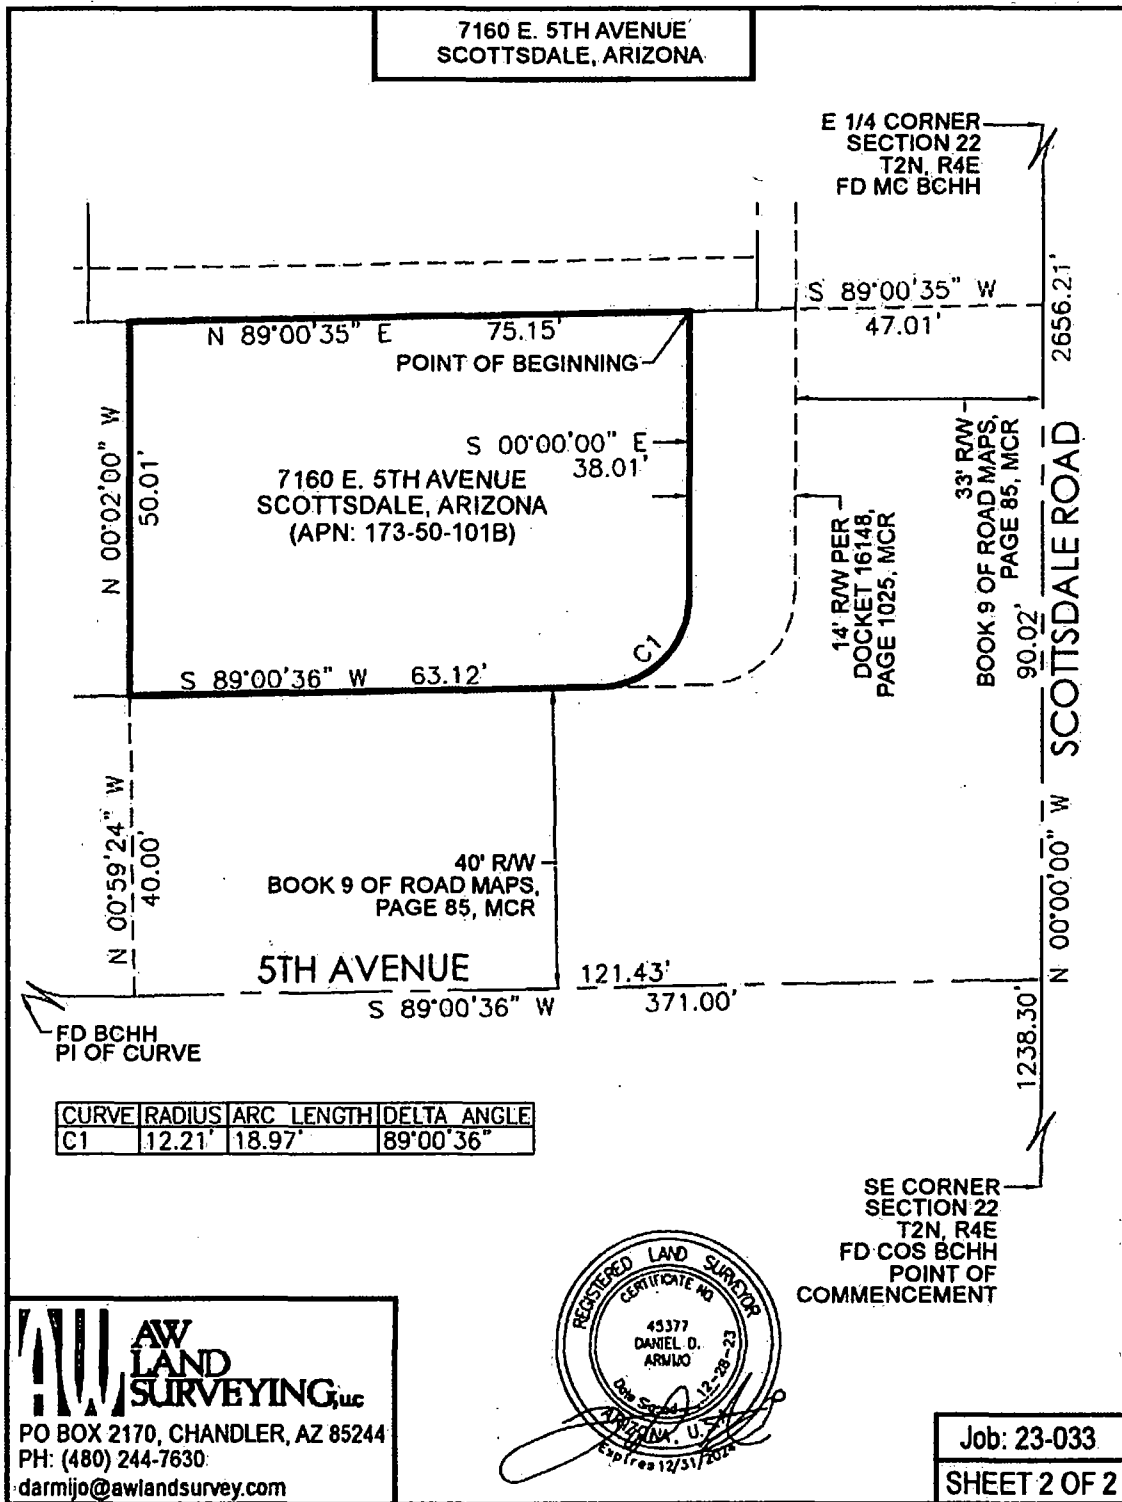 7160 E. 5TH AVENUE
SCOTTSDALE, ARIZONA
E 1/4 CORNER
SECTION 22
T2N, R4E
FD MC BCHH
S 89°00'35" W
47.01'
2656.21'
N 89°00'35" E 75.15'
POINT OF BEGINNING
N 00°02'00" W
50.01'
S 00°00'00" E
38.01'
7160 E. 5TH AVENUE
SCOTTSDALE, ARIZONA
(APN: 173-50-101B)
33' R/W
BOOK 9 OF ROAD MAPS,
PAGE 85, MCR
14' R/W PER
DOCKET 16148,
PAGE 1025, MCR
90.02'
SCOTTSDALE ROAD
C1
S 89°00'36" W 63.12'
N 00°59'24" W
40.00'
40' R/W
BOOK 9 OF ROAD MAPS,
PAGE 85, MCR
N 00°00'00" W
5TH AVENUE
121.43'
S 89°00'36" W
371.00'
1238.30'
FD BCHH
PI OF CURVE
CURVE RADIUS ARC LENGTH DELTA ANGLE
C1 12.21' 18.97' 89°00'36"
SE CORNER
SECTION 22
T2N, R4E
FD COS BCHH
POINT OF
COMMENCEMENT
REGISTERED LAND SURVEYOR
CERTIFICATE NO.
45377
DANIEL D.
ARMIJO
Date Signed 12-28-23
ARIZONA, U.S.A.
Expires 12/31/2024
AW
LAND
SURVEYING, LLC
PO BOX 2170, CHANDLER, AZ 85244
PH: (480) 244-7630
darmijo@awlandsurvey.com
Job: 23-033
SHEET 2 OF 2